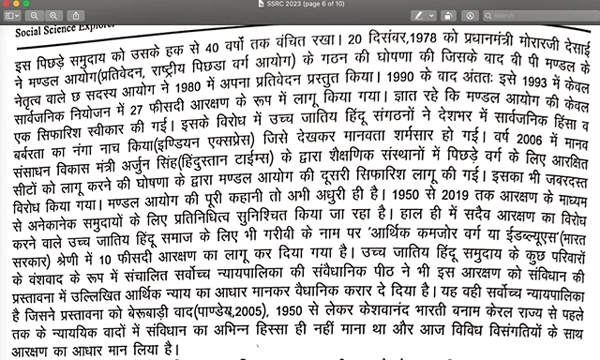 SSRC 2023 (page 6 of 10)
Search
Social Science Explorer
इस पिछड़े समुदाय को उसके हक से 40 वर्षो तक वंचित रखा। 20 दिसंवर,1978 को प्रधानमंत्री मोरारजी देसाई
ने मण्डल आयोग(प्रतिवेदन, राष्ट्रीय पिछडा वर्ग आयोग) के गठन की घोषणा की जिसके वाद वी पी मण्डल के
नेतृत्व वाले छ सदस्य आयोग ने 1980 में अपना प्रतिवेदन प्रस्तुत किया। 1990 के वाद अंततः इसे 1993 में केवल
सार्वजनिक नियोजन में 27 फीसदी आरक्षण के रूप में लागू किया गया। ज्ञात रहे कि मण्डल आयोग की केवल
एक सिफारिश स्वीकार की गई। इसके विरोध में उच्च जातिय हिंदू संगठनों ने देशभर में सार्वजनिक हिंसा व
बर्बरता का नंगा नाच किया(इण्डियन एक्सप्रेस) जिसे देखकर मानवता शर्मसार हो गई। वर्ष 2006 में मानव
संसाधन विकास मंत्री अर्जुन सिंह(हिंदुस्तान टाईम्स) के द्वारा शैक्षणिक संस्थानों में पिछड़े वर्ग के लिए आरक्षित
सीटों को लागू करने की घोषणा के द्वारा मण्डल आयोग की दूसरी सिफारिश लागू की गई। इसका भी जबरदस्त
विरोध किया गया। मण्डल आयोग की पूरी कहानी तो अभी अधुरी ही है। 1950 से 2019 तक आरक्षण के माध्यम
से अनेकानेक समुदायों के लिए प्रतिनिधित्व सुनिश्चित किया जा रहा है। हाल ही में सदैव आरक्षण का विरोध
करने वाले उच्च जातिय हिंदू समाज के लिए भी गरीवी के नाम पर 'आर्थिक कमजोर वर्ग या ईडब्ल्यूएस'(भारत
सरकार) श्रेणी में 10 फीसदी आरक्षण का लागू कर दिया गया है। उच्च जातिय हिंदू समुदाय के कुछ परिवारों
के वंशवाद के रूप में संचालित सर्वोच्च न्यायपालिका की संवैधानिक पीठ ने भी इस आरक्षण को संविधान की
प्रस्तावना में उल्लिखित आर्थिक न्याय का आधार मानकर वैधानिक करार दे दिया है। यह वही सर्वोच्च न्यायपालिका
है जिसने प्रस्तावना को बेरूबाड़ी वाद(पाण्डेय,2005), 1950 से लेकर केशवानंद भारती बनाम केरल राज्य से पहले
तक के न्याययिक वादों में संविधान का अभिन्न हिस्सा ही नहीं माना था और आज विविध विसंगतियों के साथ
आरक्षण का आधार मान लिया है।